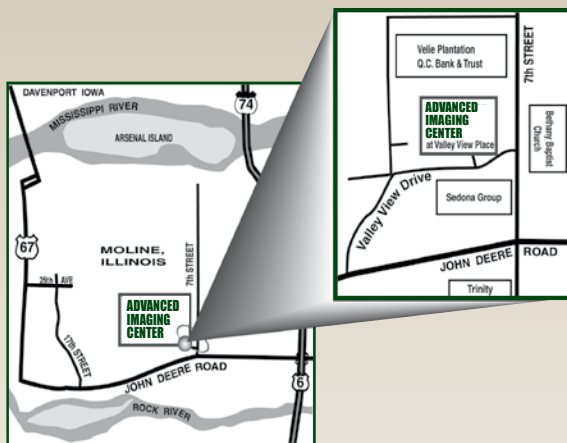 DAVENPORT IOWA
MISSISSIPPI RIVER
ARSENAL ISLAND
74
67
MOLINE,
ILLINOIS
7th STREET
25th AVE
17th STREET
ADVANCED
IMAGING
CENTER
JOHN DEERE ROAD
6
ROCK RIVER
Velie Plantation
Q.C. Bank & Trust
7th STREET
ADVANCED
IMAGING
CENTER
at Valley View Place
Bethany Baptist
Church
Valley View Drive
Sedona Group
JOHN DEERE ROAD
Trinity